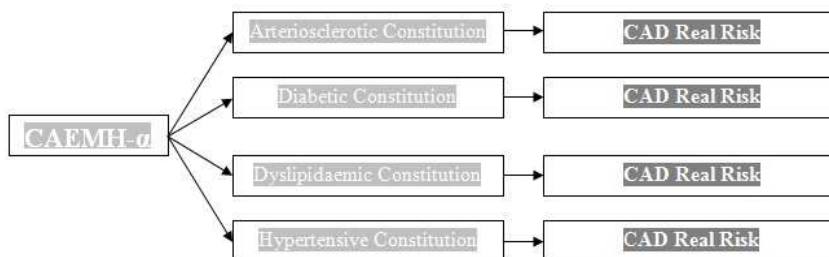 Arteriosclerotic Constitution
CAD Real Risk
Diabetic Constitution
CAD Real Risk
CAEMH-α
Dyslipidaemic Constitution
CAD Real Risk
Hypertensive Constitution
CAD Real Risk